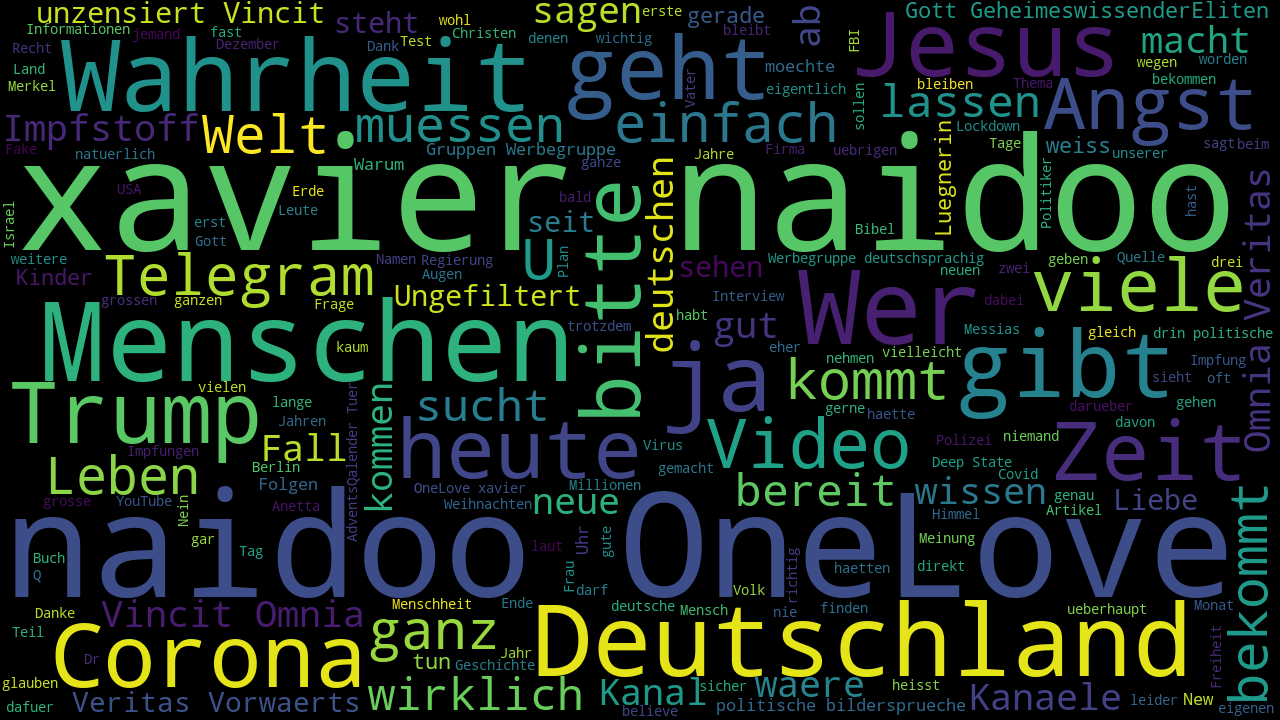 unzensiert Vincit
steht
wohl
sagen
erste
gerade
ab
Gott GeheimeswissenderEliten
Informationen
jemand
fast
Christen
denen
wichtig
bleibt
FBI
Jesus
macht
Recht
Wahrheit
Dezember
Dank
Test
geht
moechte
wegen
worden
Land
Merkel
Vater
eigentlich
sollen
bleiben
Thema
bekommen
Impfstoff
Welt
muessen
einfach
lassen
Angst
Fake
natuerlich
Gruppen Werbegruppe
ganze
Jahre
Firma
uebrigen
Luegnerin
Lockdown
Tage
weiss
unserer
sagt
beim
xavier naidoo
Warum
USA
Erde
Leute
bald
deutschen
Politiker
hast
Omnia Veritas
Israel
erst
Gott
seit
bitte
Bibel
weitere
Telegram
Namen
Regierung
U
Plan
sehen
Werbegruppe deutschsprachig
geben
Quelle
drei
Kinder
Augen
neuen
zwei
viele
grossen
ganzen
Frage
Ungefiltert
Interview
Wer
dabei
Menschen
trotzdem
habt
gut
Messias
gleich
drin
politische
kaum
eher
nehmen
vielleicht
gibt
Impfung
ja
kommt
sieht
oft
Trump
vielen
AdventsQalender Tuer
kommen
sucht
gerne
haette
darueber
gehen
lange
Jahren
heute
Virus
Video
Polizei
niemand
davon
Zeit
Impfungen
Fall
Leben
Berlin
gemacht
Deep State
Covid
Folgen
OneLove xavier
Millionen
bereit
wissen
genau
Liebe
bekommt
grosse
YouTube
Nein
Anetta
Weihnachten
neue
Himmel
Artikel
naidoo OneLove
gar
Tag
laut
Uhr
gute
Meinung
Buch
Q
Frau
darf
Volk
richtig
haetten
direkt
Danke
Vincit Omnia
Menschheit
Ende
deutsche
Mensch
nie
finden
ueberhaupt
Monat
Teil
Corona
ganz
Deutschland
Freiheit
Dr
tun
Geschichte
Jahr
glauben
sicher
waere
heisst
dafuer
Veritas Vorwaerts
wirklich
believe
Kanal
politische bildersprueche
Kanaele
leider
New
eigenen